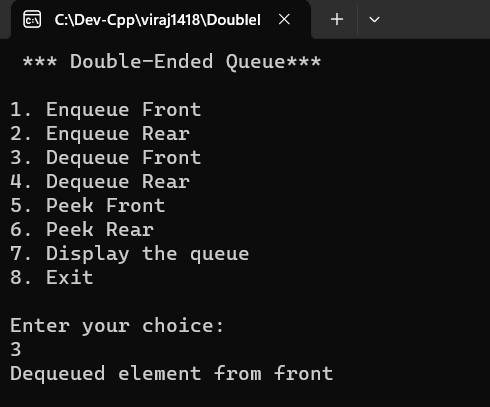 C:\Dev-Cpp\viraj1418\Doublel
*** Double-Ended Queue***
1. Enqueue Front
2. Enqueue Rear
3. Dequeue Front
4. Dequeue Rear
5. Peek Front
6. Peek Rear
7. Display the queue
8. Exit
Enter your choice:
3
Dequeued element from front